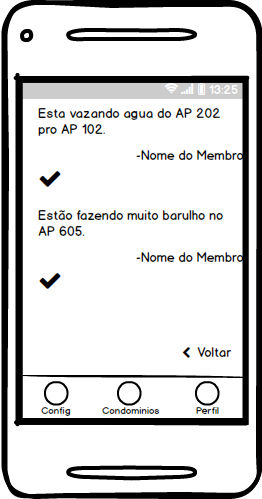 13:25
Esta vazando agua do AP 202
pro AP 102.
-Nome do Membro
Estão fazendo muito barulho no
AP 605.
-Nome do Membro
Voltar
Config
Condominios
Perfil